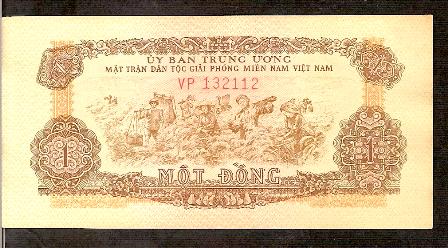 ỦY BAN TRUNG ƯƠNG
MẶT TRẬN DÂN TỘC GIẢI PHÓNG MIỀN NAM VIỆT NAM
VP 132112
1 1
MỘT ĐỒNG